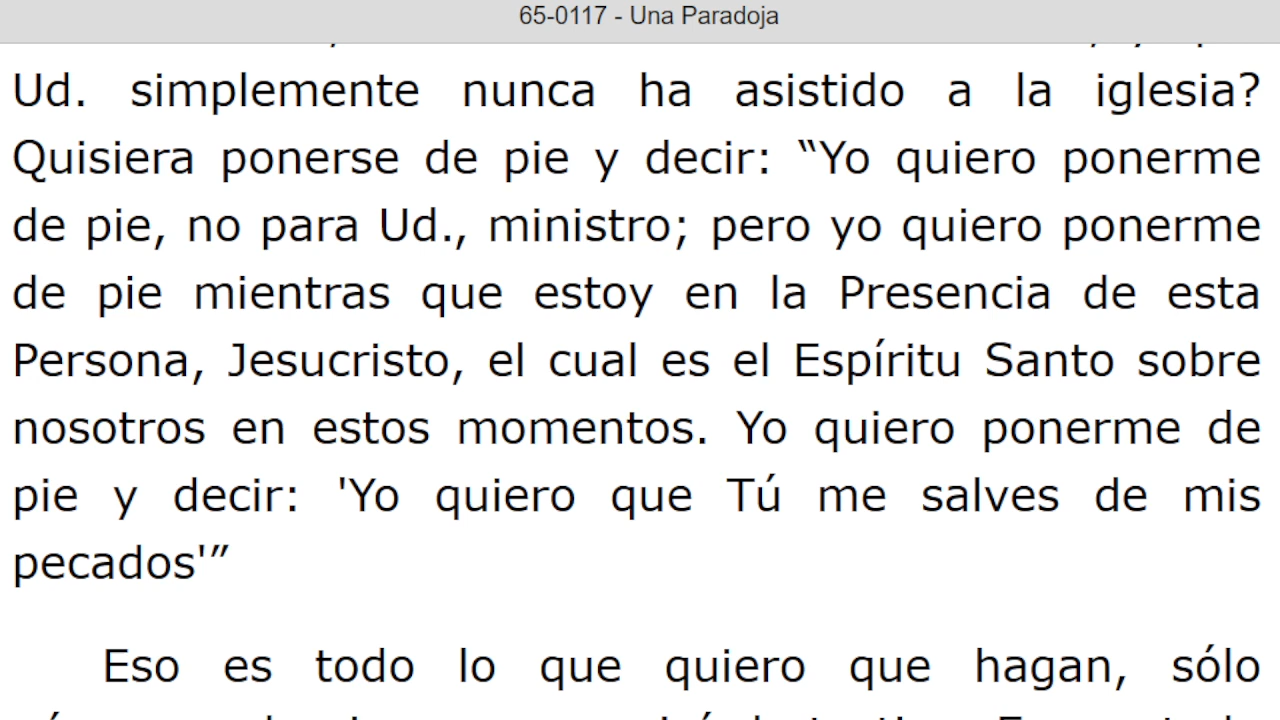 65-0117 - Una Paradoja
Ud. simplemente nunca ha asistido a la iglesia?
Quisiera ponerse de pie y decir: “Yo quiero ponerme
de pie, no para Ud., ministro; pero yo quiero ponerme
de pie mientras que estoy en la Presencia de esta
Persona, Jesucristo, el cual es el Espíritu Santo sobre
nosotros en estos momentos. Yo quiero ponerme de
pie y decir: 'Yo quiero que Tú me salves de mis
pecados'”
Eso es todo lo que quiero que hagan, sólo